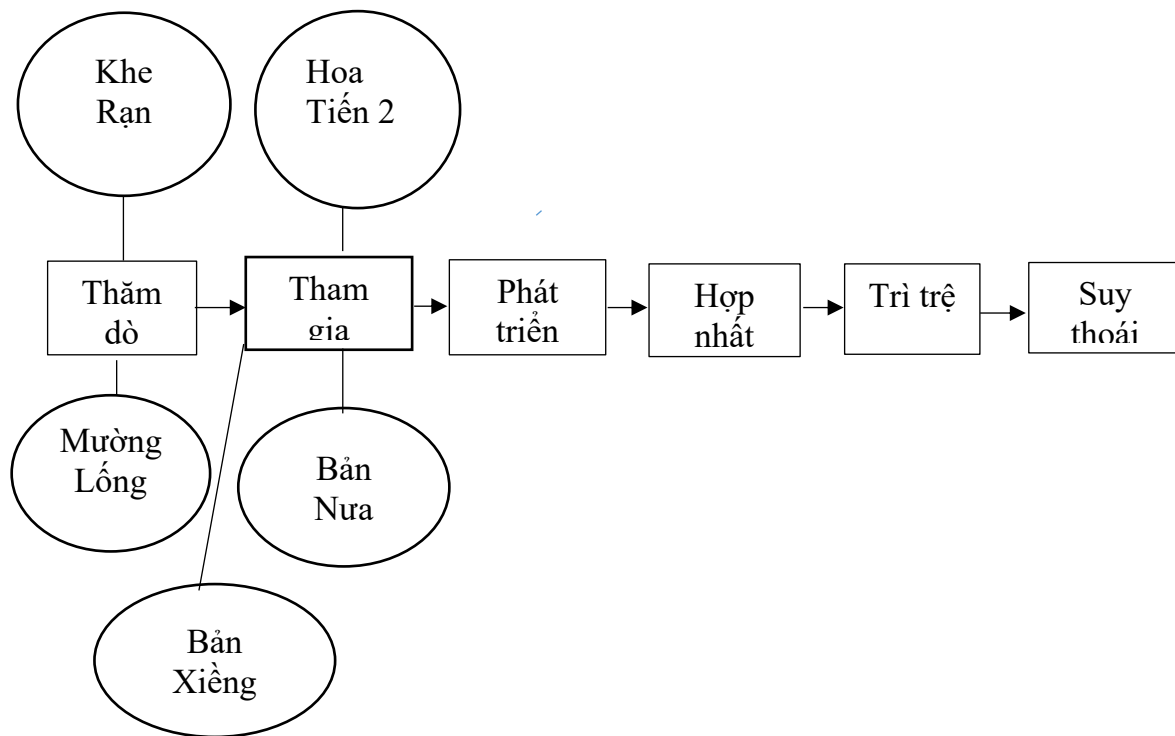 Khe
Rạn
Hoa
Tiến 2
Thăm
dò
Tham
gia
Phát
triển
Hợp
nhất
Trì trệ
Suy
thoái
Mường
Lống
Bản
Nưa
Bản
Xiềng